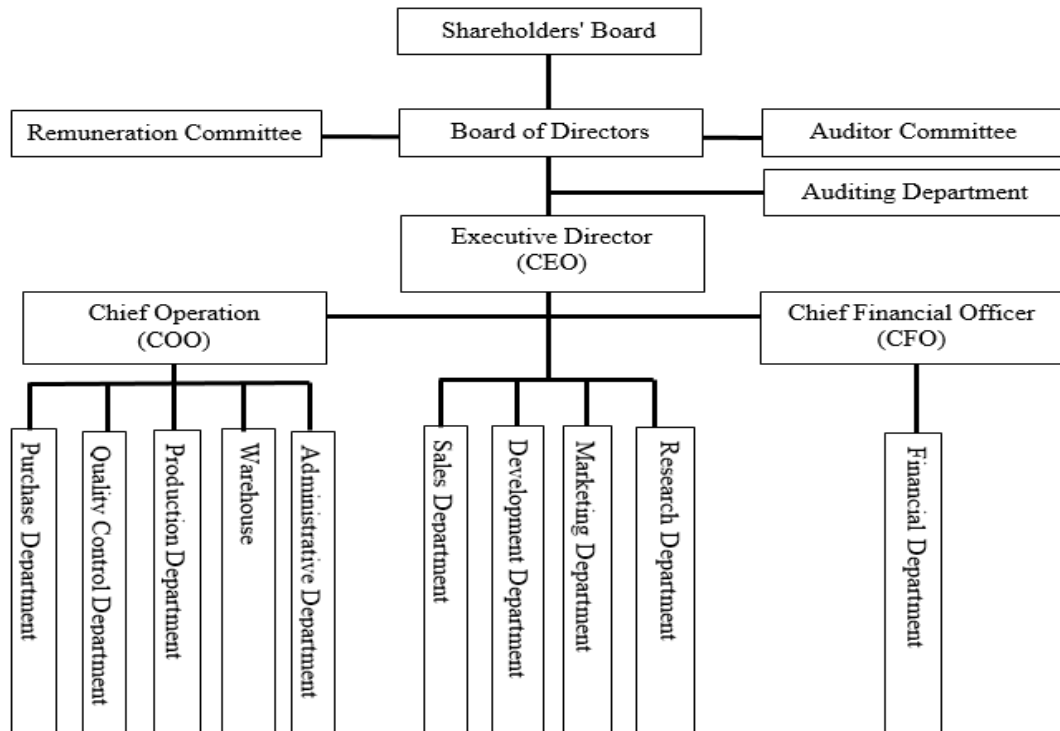 Shareholders' Board
Remuneration Committee
Board of Directors
Auditor Committee
Auditing Department
Executive Director
(CEO)
Chief Operation
(COO)
Chief Financial Officer
(CFO)
Purchase Department
Quality Control Department
Production Department
Warehouse
Administrative Department
Sales Department
Development Department
Marketing Department
Research Department
Financial Department